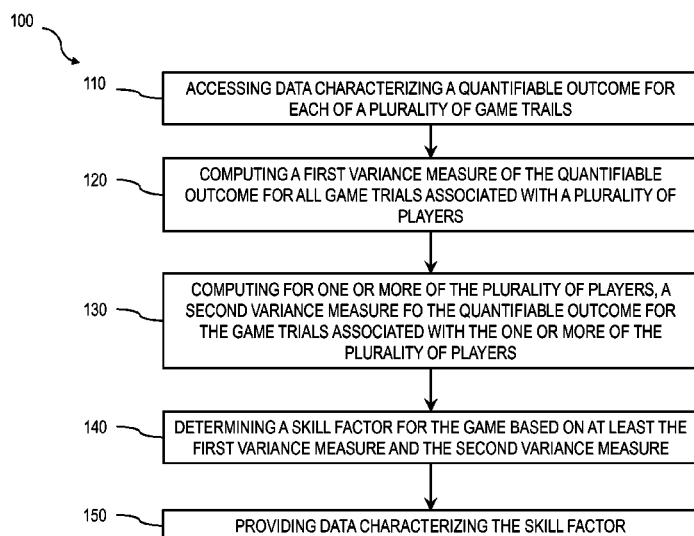 100
110
ACCESSING DATA CHARACTERIZING A QUANTIFIABLE OUTCOME FOR
EACH OF A PLURALITY OF GAME TRAILS
120
COMPUTING A FIRST VARIANCE MEASURE OF THE QUANTIFIABLE
OUTCOME FOR ALL GAME TRIALS ASSOCIATED WITH A PLURALITY OF
PLAYERS
130
COMPUTING FOR ONE OR MORE OF THE PLURALITY OF PLAYERS, A
SECOND VARIANCE MEASURE FO THE QUANTIFIABLE OUTCOME FOR
THE GAME TRIALS ASSOCIATED WITH THE ONE OR MORE OF THE
PLURALITY OF PLAYERS
140
DETERMINING A SKILL FACTOR FOR THE GAME BASED ON AT LEAST THE
FIRST VARIANCE MEASURE AND THE SECOND VARIANCE MEASURE
150
PROVIDING DATA CHARACTERIZING THE SKILL FACTOR